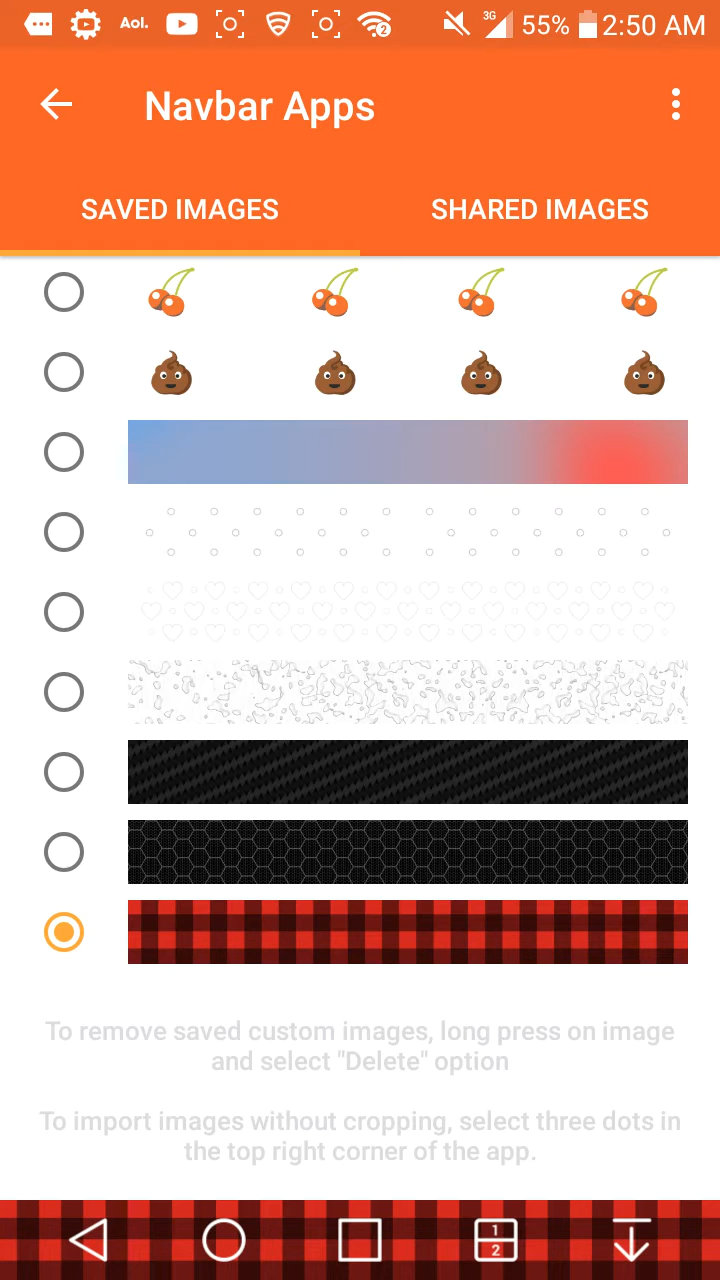 Aol. 2 3G 55% 2:50 AM
Navbar Apps
SAVED IMAGES SHARED IMAGES
To remove saved custom images, long press on image
and select "Delete" option
To import images without cropping, select three dots in
the top right corner of the app.
1
2